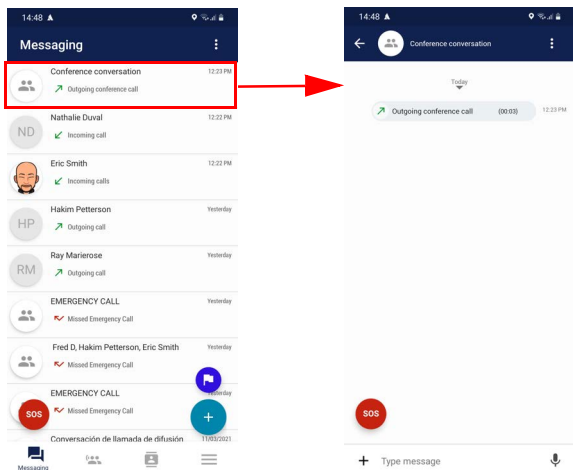 14:48
Messaging
Conference conversation 12:23 PM
Outgoing conference call
ND
Nathalie Duval 12:22 PM
Incoming call
Eric Smith 12:22 PM
Incoming calls
HP
Hakim Petterson Yesterday
Outgoing call
RM
Ray Marierose Yesterday
Outgoing call
EMERGENCY CALL Yesterday
Missed Emergency Call
Fred D, Hakim Petterson, Eric Smith Yesterday
Missed Emergency Call
EMERGENCY CALL Yesterday
Missed Emergency Call
SOS
+
Conversación de llamada de difusión 11/03/2021
Messaging
14:48
Conference conversation
Today
Outgoing conference call (00:03) 12:23 PM
SOS
+ Type message